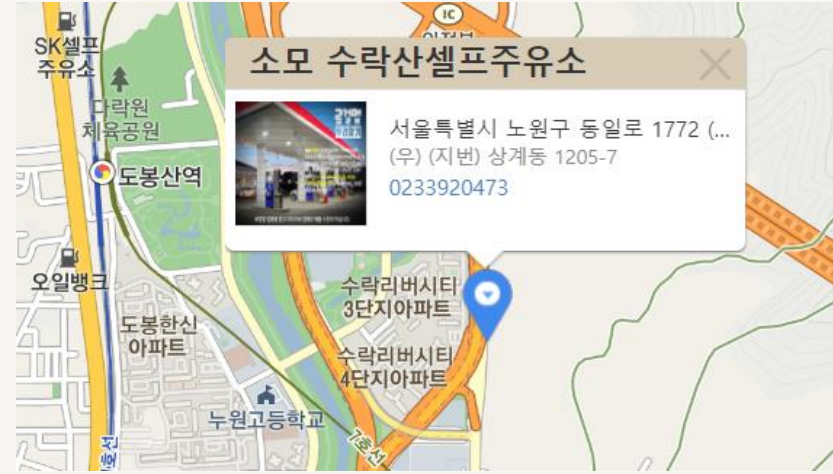 IC
SK셀프
주유소
소모 수락산셀프주유소
다락원
체육공원
서울특별시 노원구 동일로 1772 (...
(우) (지번) 상계동 1205-7
0233920473
도봉산역
오일뱅크
수락리버시티
3단지아파트
도봉한신
아파트
수락리버시티
4단지아파트
누원고등학교
7호선